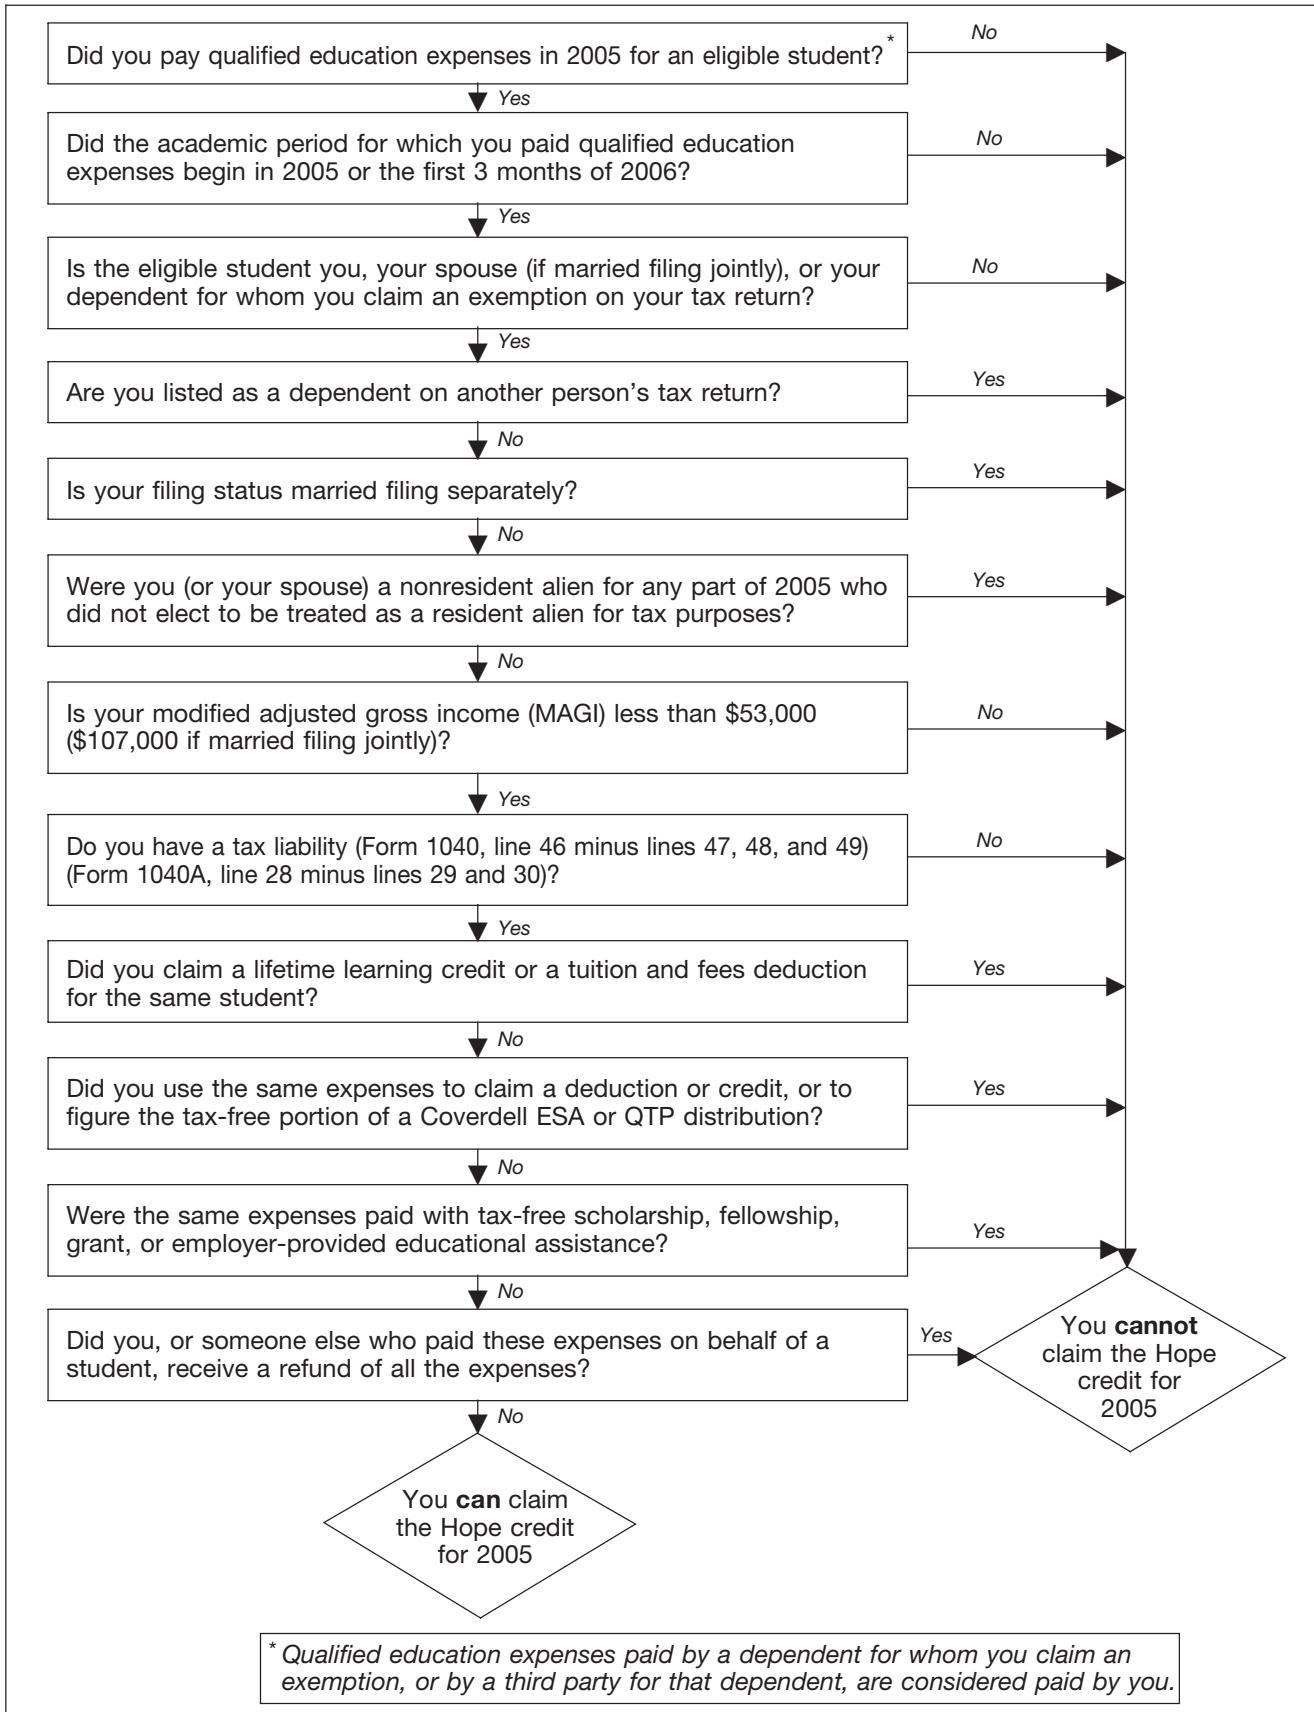 Did you pay qualified education expenses in 2005 for an eligible student?*
No
Yes
Did the academic period for which you paid qualified education
expenses begin in 2005 or the first 3 months of 2006?
No
Yes
Is the eligible student you, your spouse (if married filing jointly), or your
dependent for whom you claim an exemption on your tax return?
No
Yes
Are you listed as a dependent on another person's tax return?
Yes
No
Is your filing status married filing separately?
Yes
No
Were you (or your spouse) a nonresident alien for any part of 2005 who
did not elect to be treated as a resident alien for tax purposes?
Yes
No
Is your modified adjusted gross income (MAGI) less than $53,000
($107,000 if married filing jointly)?
No
Yes
Do you have a tax liability (Form 1040, line 46 minus lines 47, 48, and 49)
(Form 1040A, line 28 minus lines 29 and 30)?
No
Yes
Did you claim a lifetime learning credit or a tuition and fees deduction
for the same student?
Yes
No
Did you use the same expenses to claim a deduction or credit, or to
figure the tax-free portion of a Coverdell ESA or QTP distribution?
Yes
No
Were the same expenses paid with tax-free scholarship, fellowship,
grant, or employer-provided educational assistance?
Yes
No
Did you, or someone else who paid these expenses on behalf of a
student, receive a refund of all the expenses?
Yes
You cannot
claim the Hope
credit for
2005
No
You can claim
the Hope credit
for 2005
* Qualified education expenses paid by a dependent for whom you claim an
exemption, or by a third party for that dependent, are considered paid by you.